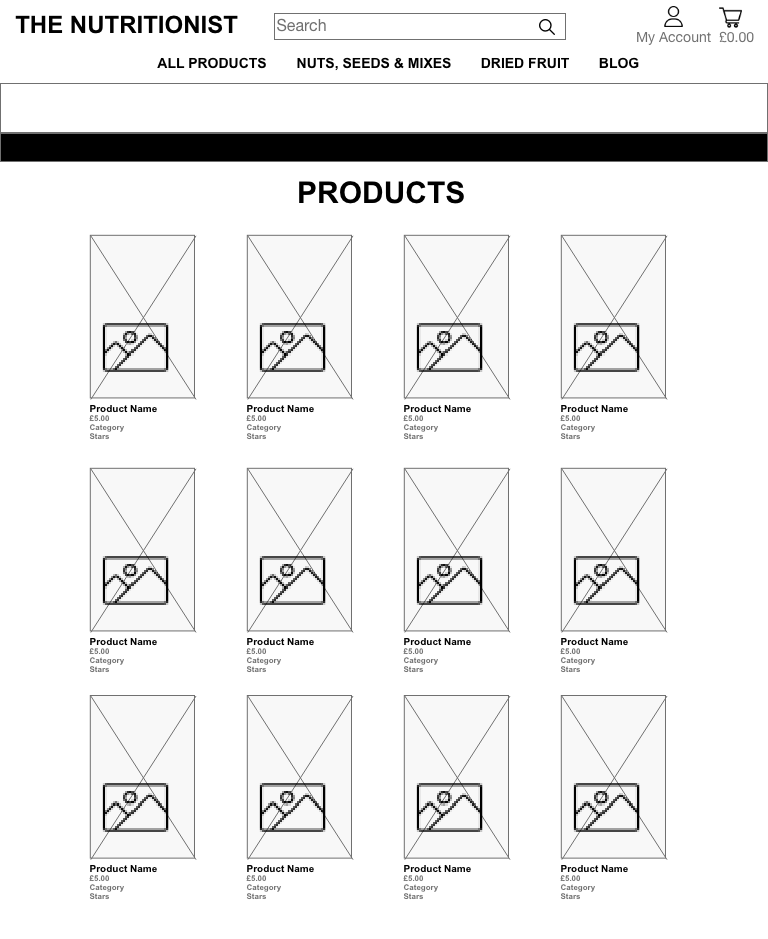 THE NUTRITIONIST
Search
My Account £0.00
ALL PRODUCTS NUTS, SEEDS & MIXES DRIED FRUIT BLOG
PRODUCTS
Product Name Product Name Product Name Product Name
£5.00 £5.00 £5.00 £5.00
Category Category Category Category
Stars Stars Stars Stars
Product Name Product Name Product Name Product Name
£5.00 £5.00 £5.00 £5.00
Category Category Category Category
Stars Stars Stars Stars
Product Name Product Name Product Name Product Name
£5.00 £5.00 £5.00 £5.00
Category Category Category Category
Stars Stars Stars Stars